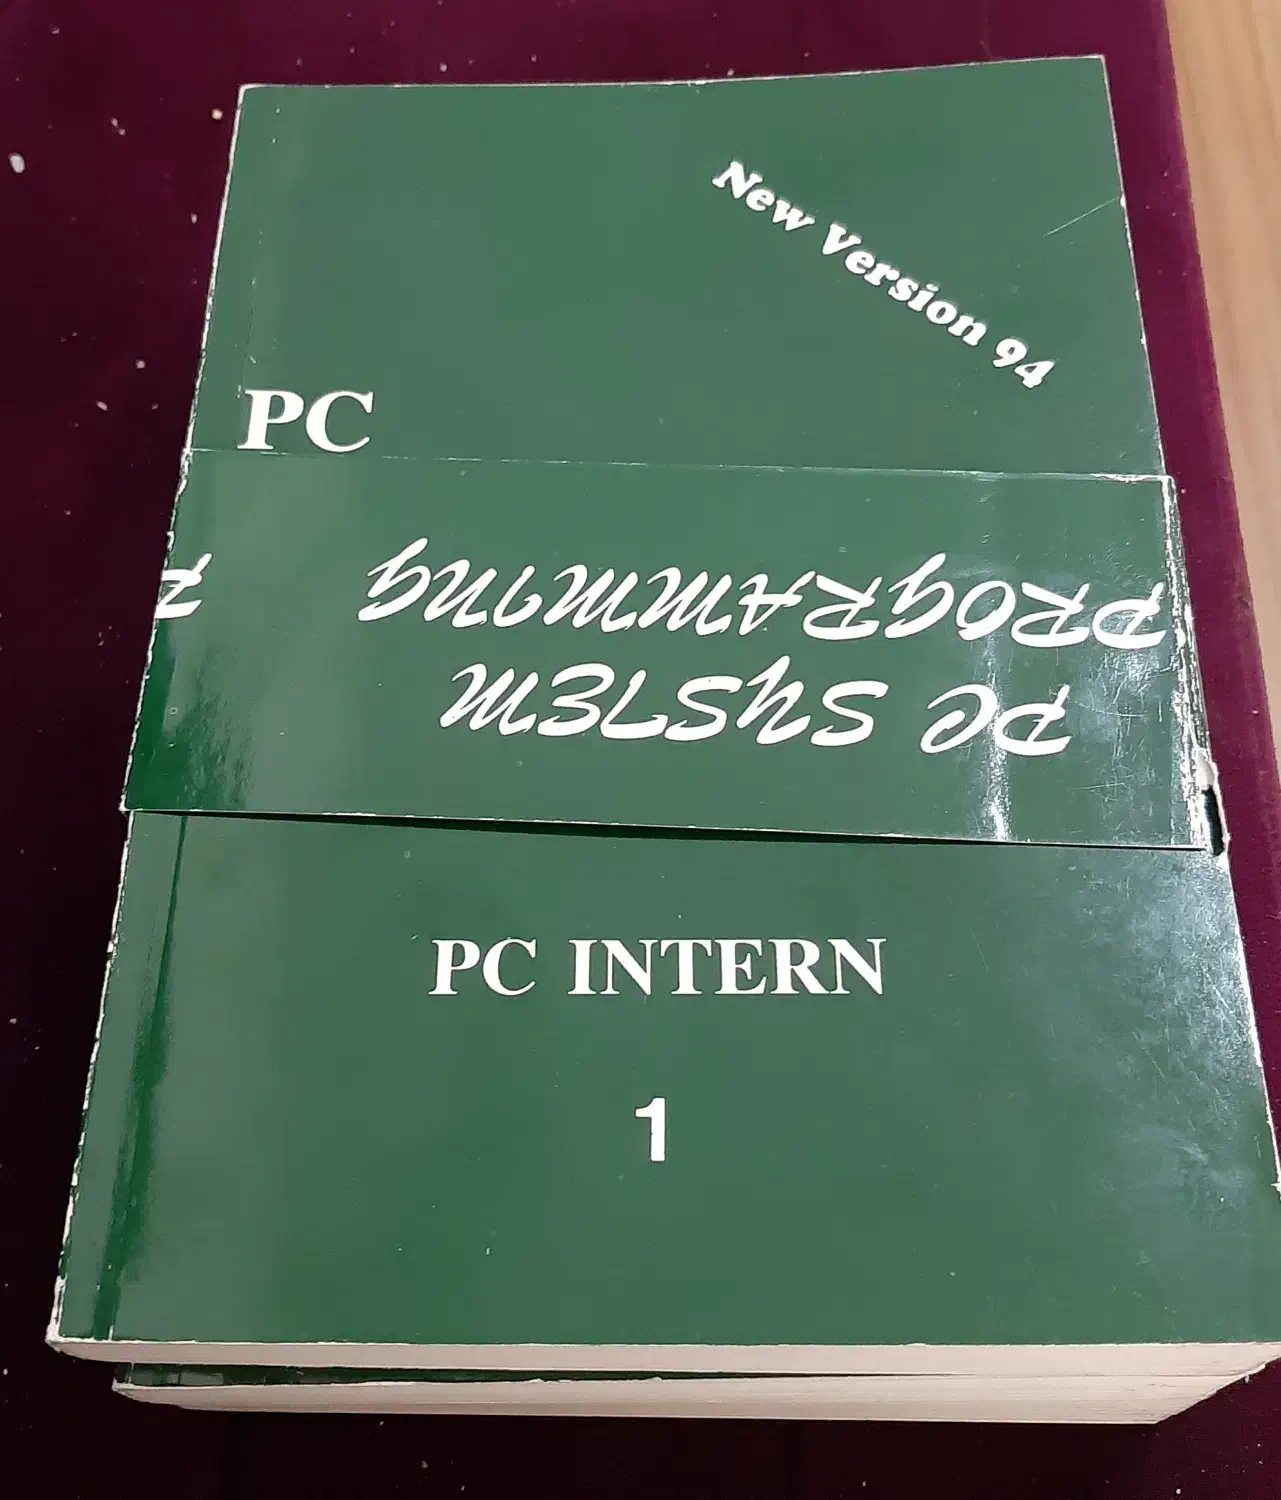 New Version 94
PC
PC SYSTEM
PROGRAMMING
PC INTERN
1